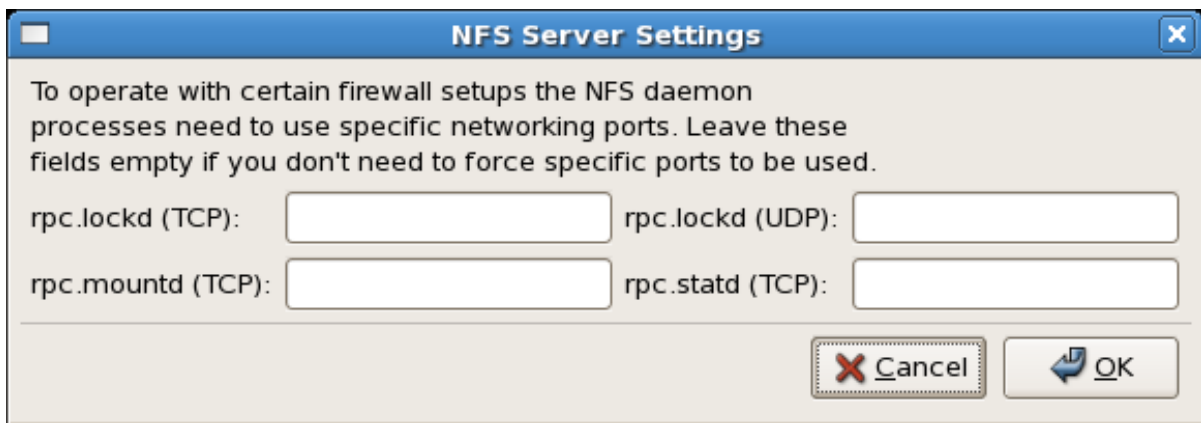 NFS Server Settings
To operate with certain firewall setups the NFS daemon
processes need to use specific networking ports. Leave these
fields empty if you don't need to force specific ports to be used.
rpc.lockd (TCP): rpc.lockd (UDP):
rpc.mountd (TCP): rpc.statd (TCP):
Cancel OK